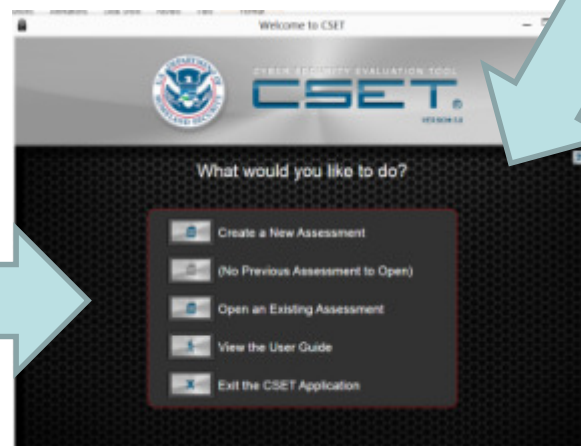 Welcome to CSET
CYBER SECURITY EVALUATION TOOL
CSET®
What would you like to do?
Create a New Assessment
(No Previous Assessment to Open)
Open an Existing Assessment
View the User Guide
Exit the CSET Application